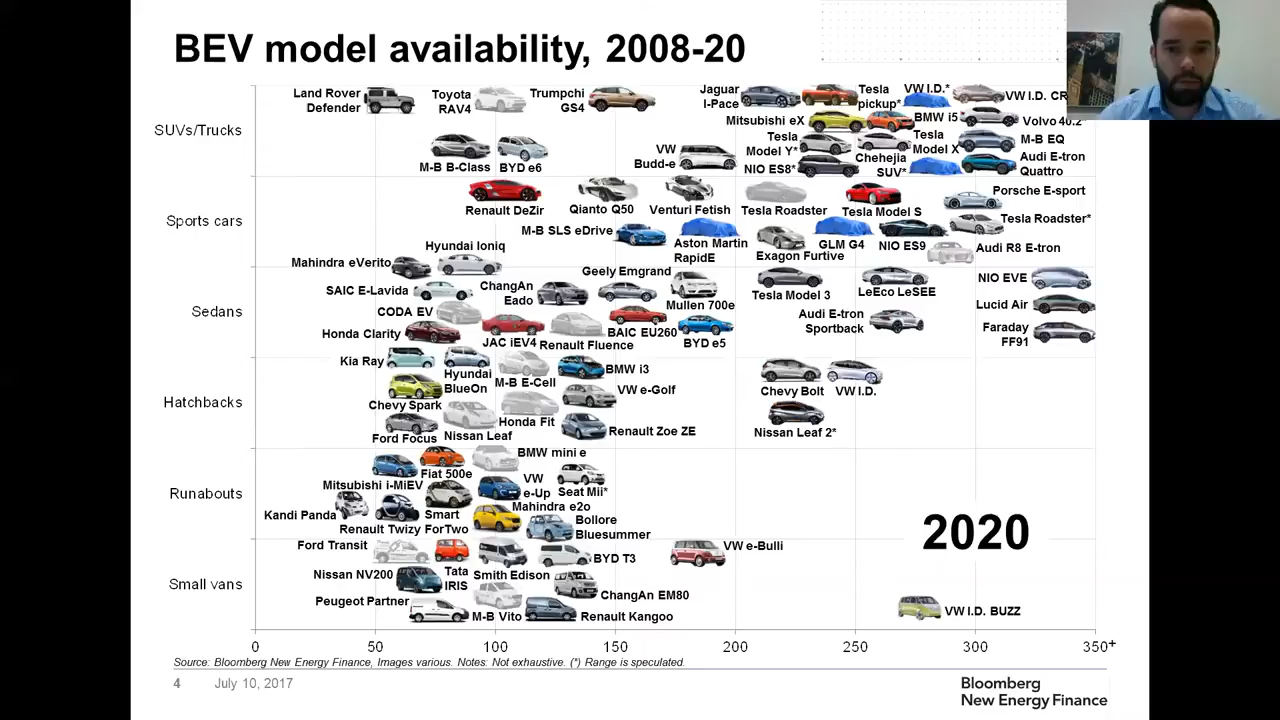 BEV model availability, 2008-20
SUVs/Trucks
Land Rover
Defender
Toyota
RAV4
Trumpchi
GS4
Jaguar
I-Pace
Tesla
pickup*
VW I.D.*
VW I.D. CR
Mitsubishi eX
BMW i5
Volvo 40.2*
M-B B-Class
BYD e6
VW
Budd-e
Tesla
Model Y*
NIO ES8*
Chehejia
SUV*
Tesla
Model X
M-B EQ
Audi E-tron
Quattro
Sports cars
Renault DeZir
Qianto Q50
Venturi Fetish
Tesla Roadster
Tesla Model S
Porsche E-sport
Tesla Roadster*
M-B SLS eDrive
Aston Martin
RapidE
Exagon Furtive
GLM G4
NIO ES9
Audi R8 E-tron
Sedans
Hyundai Ioniq
Mahindra eVerito
SAIC E-Lavida
ChangAn
Eado
Geely Emgrand
Mullen 700e
Tesla Model 3
LeEco LeSEE
NIO EVE
CODA EV
Lucid Air
Honda Clarity
JAC iEV4
Renault Fluence
BAIC EU260
BYD e5
Audi E-tron
Sportback
Faraday
FF91
Hatchbacks
Kia Ray
Hyundai
BlueOn
M-B E-Cell
BMW i3
Chevy Bolt
VW I.D.
Chevy Spark
VW e-Golf
Ford Focus
Nissan Leaf
Honda Fit
Renault Zoe ZE
Nissan Leaf 2*
Runabouts
Mitsubishi i-MiEV
Fiat 500e
BMW mini e
VW
e-Up
Seat Mii*
Kandi Panda
Renault Twizy
Smart
ForTwo
Mahindra e2o
Bollore
Bluesummer
2020
Small vans
Ford Transit
Tata
IRIS
Smith Edison
BYD T3
VW e-Bulli
Nissan NV200
ChangAn EM80
Peugeot Partner
M-B Vito
Renault Kangoo
VW I.D. BUZZ
0 50 100 150 200 250 300 350+
Source: Bloomberg New Energy Finance, Images various. Notes: Not exhaustive. (*) Range is speculated.
4 July 10, 2017
Bloomberg
New Energy Finance